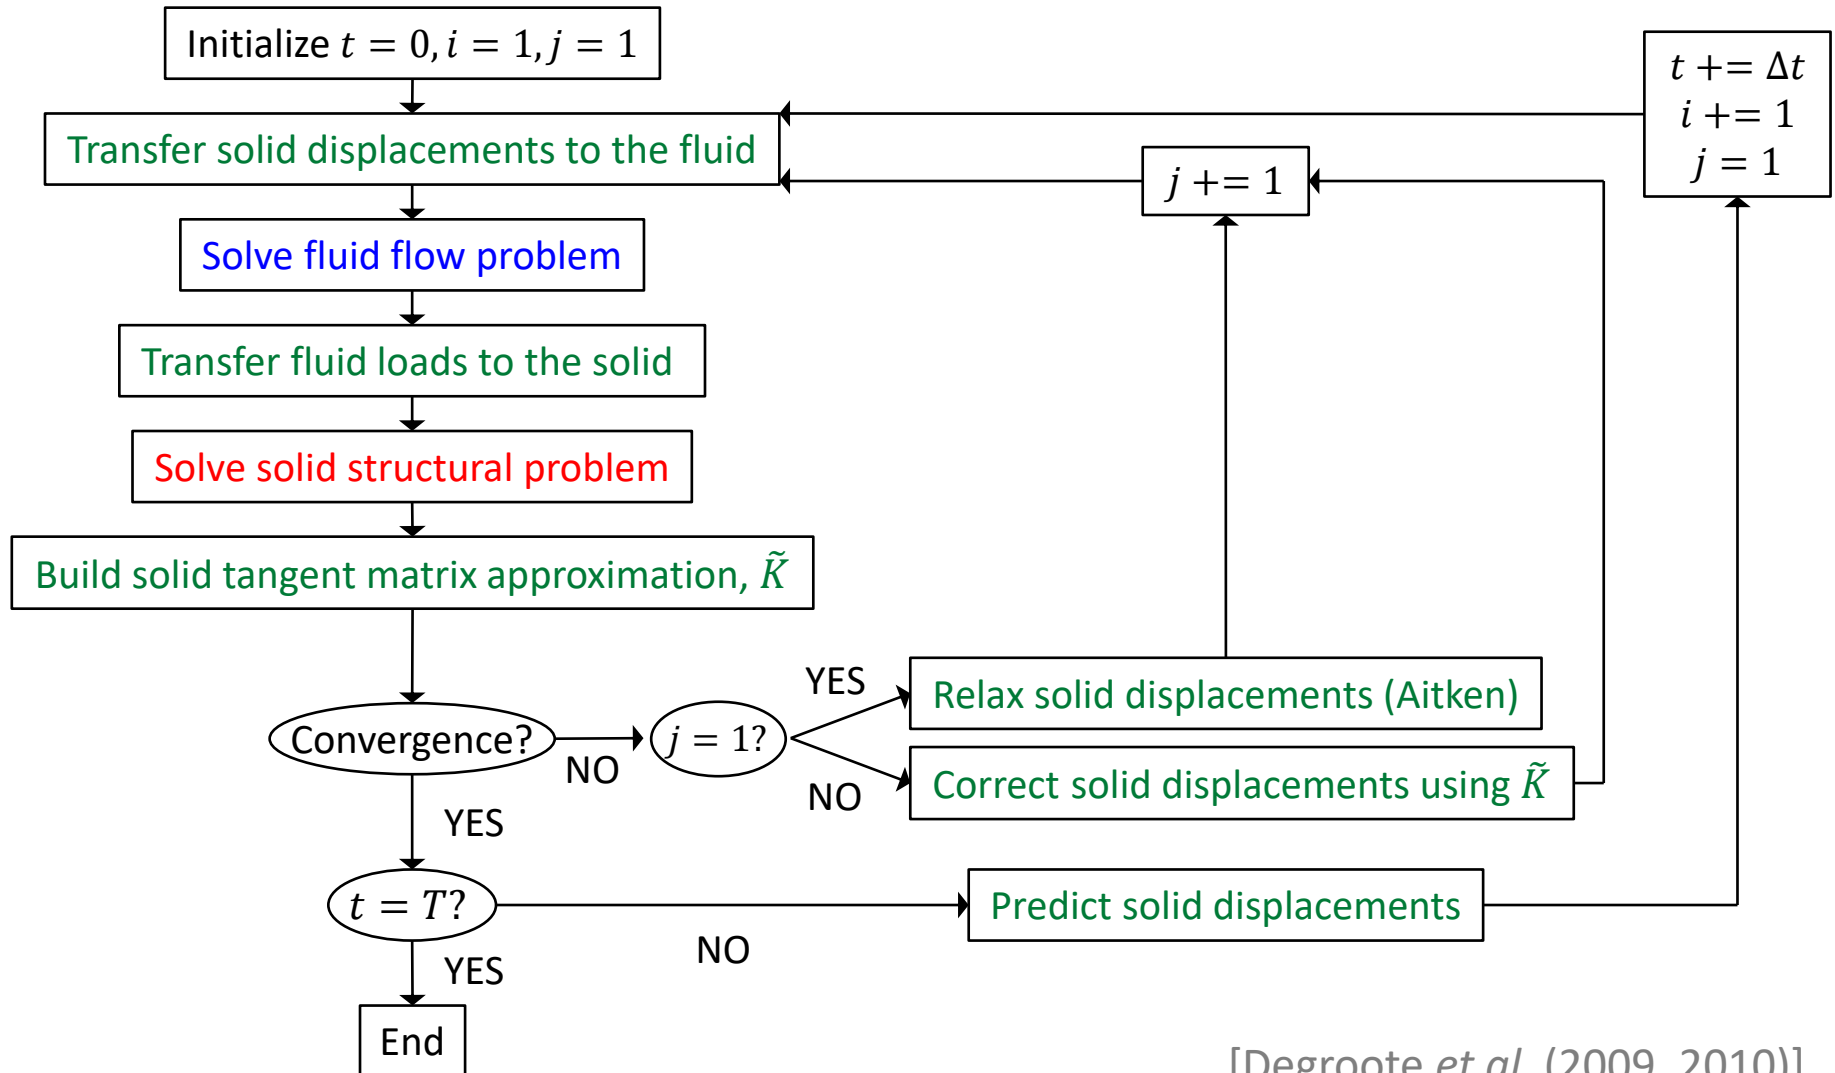 Initialize t = 0, i = 1, j = 1
t += Δt
i += 1
j = 1
Transfer solid displacements to the fluid
j += 1
Solve fluid flow problem
Transfer fluid loads to the solid
Solve solid structural problem
Build solid tangent matrix approximation, K̃
YES
Relax solid displacements (Aitken)
Convergence?
NO
j = 1?
NO
Correct solid displacements using K̃
YES
t = T?
NO
Predict solid displacements
YES
End
[Degroote et al. (2009, 2010)]